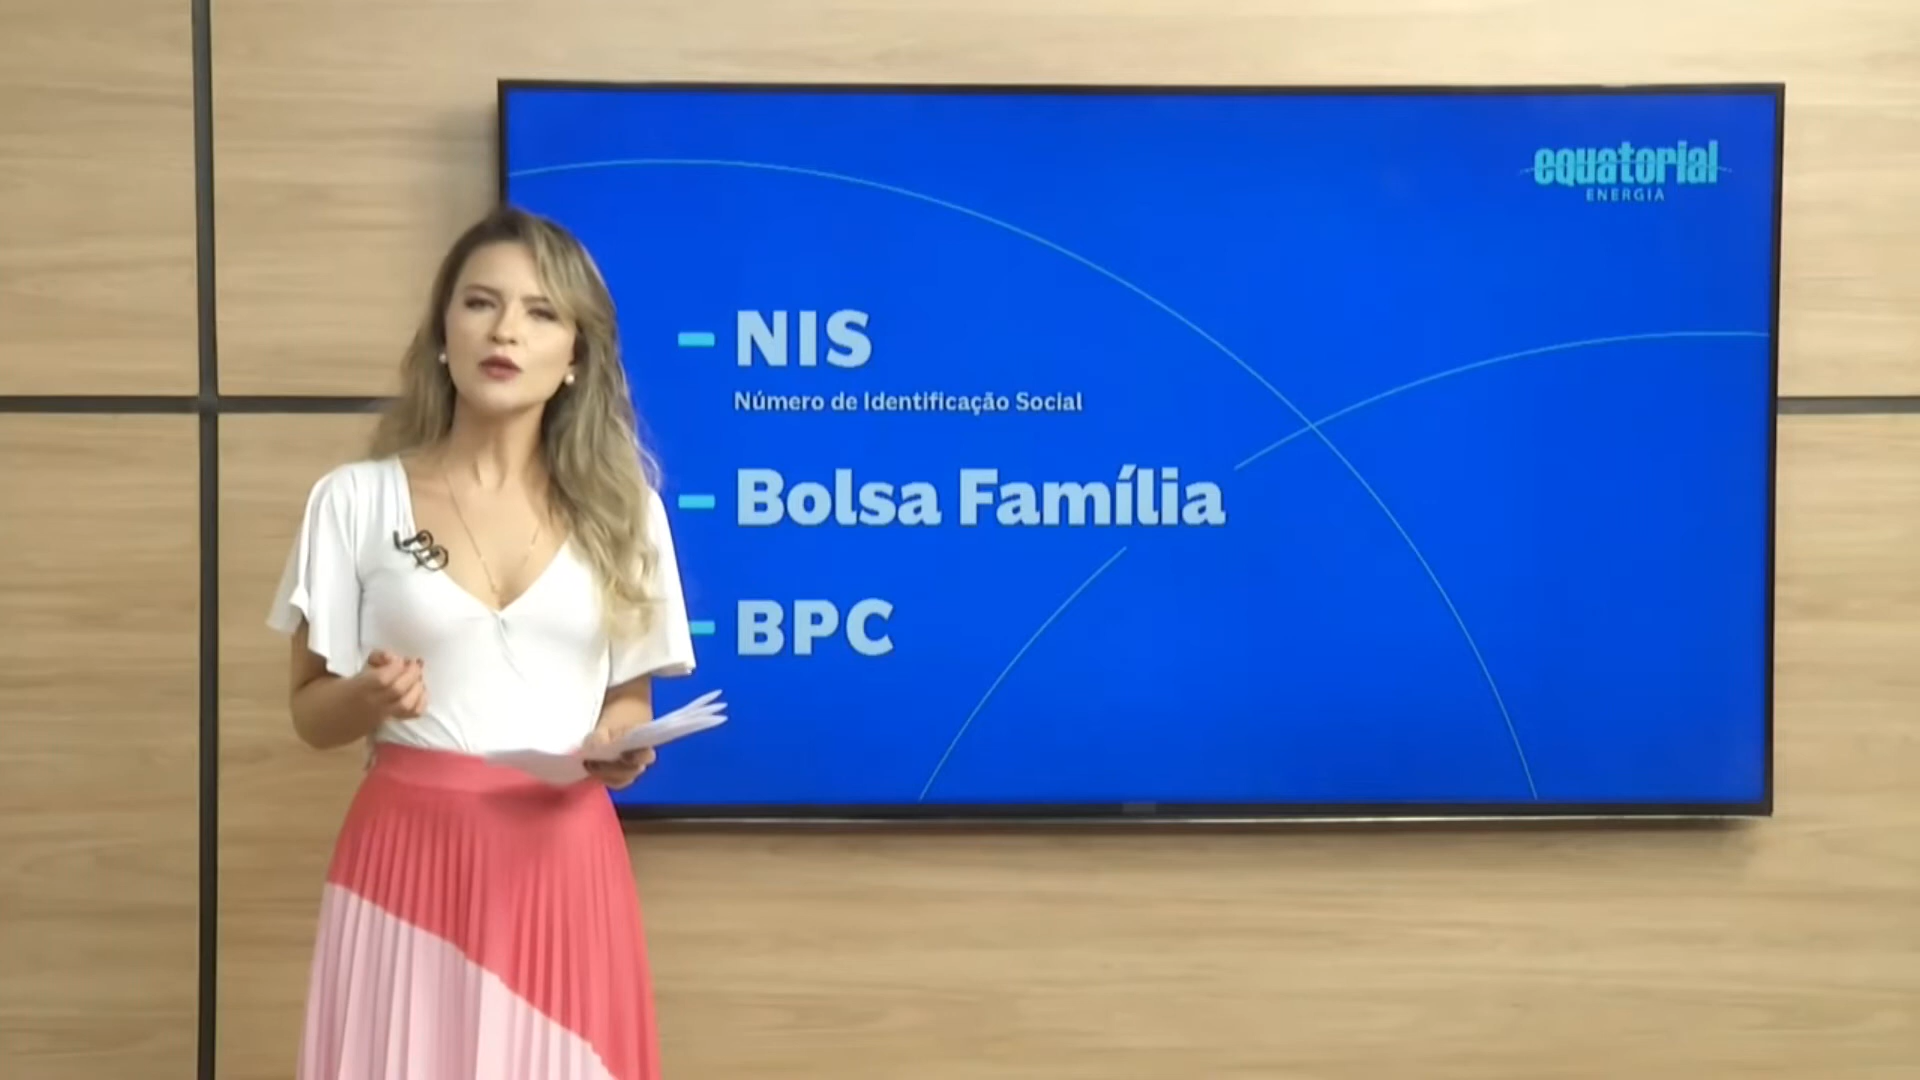 equatorial
ENERGIA
NIS
Número de Identificação Social
Bolsa Família
BPC